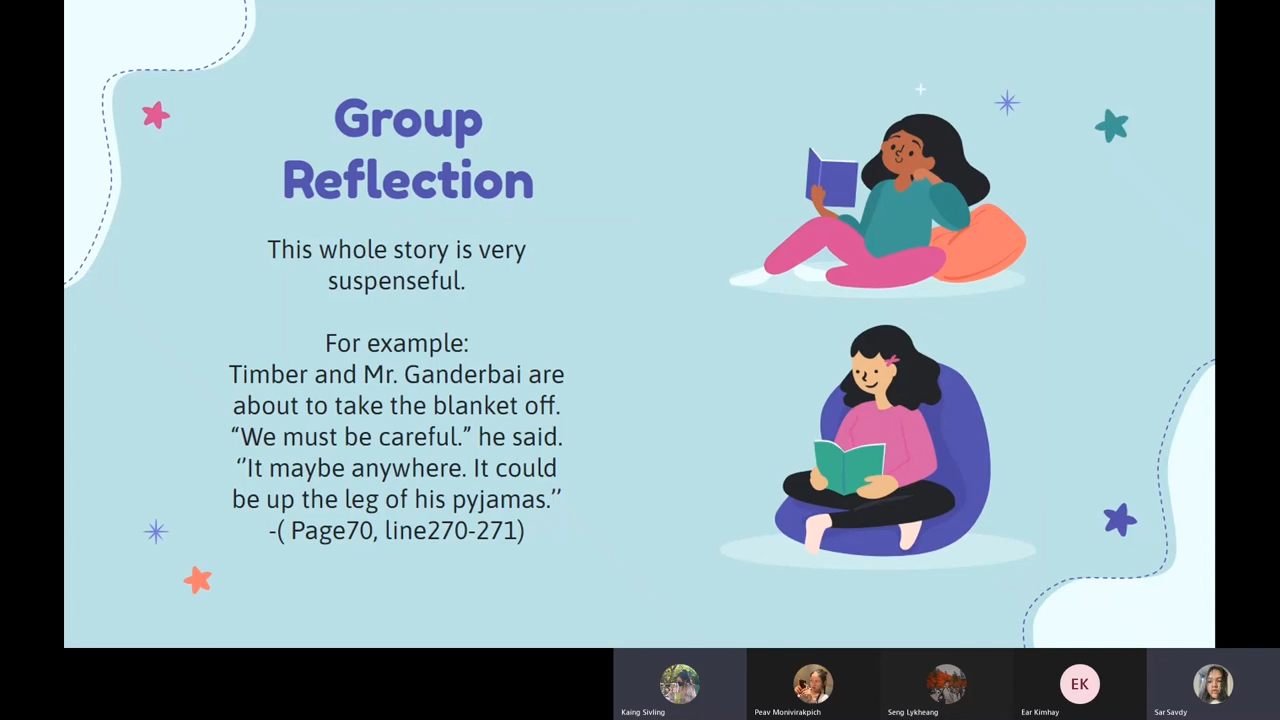 Group
Reflection
This whole story is very
suspenseful.
For example:
Timber and Mr. Ganderbai are
about to take the blanket off.
“We must be careful.” he said.
‘’It maybe anywhere. It could
be up the leg of his pyjamas.’’
-( Page70, line270-271)
Kaing Sivling
Peav Monivirakpich
Seng Lykheang
EK
Ear Kimhay
Sar Savdy